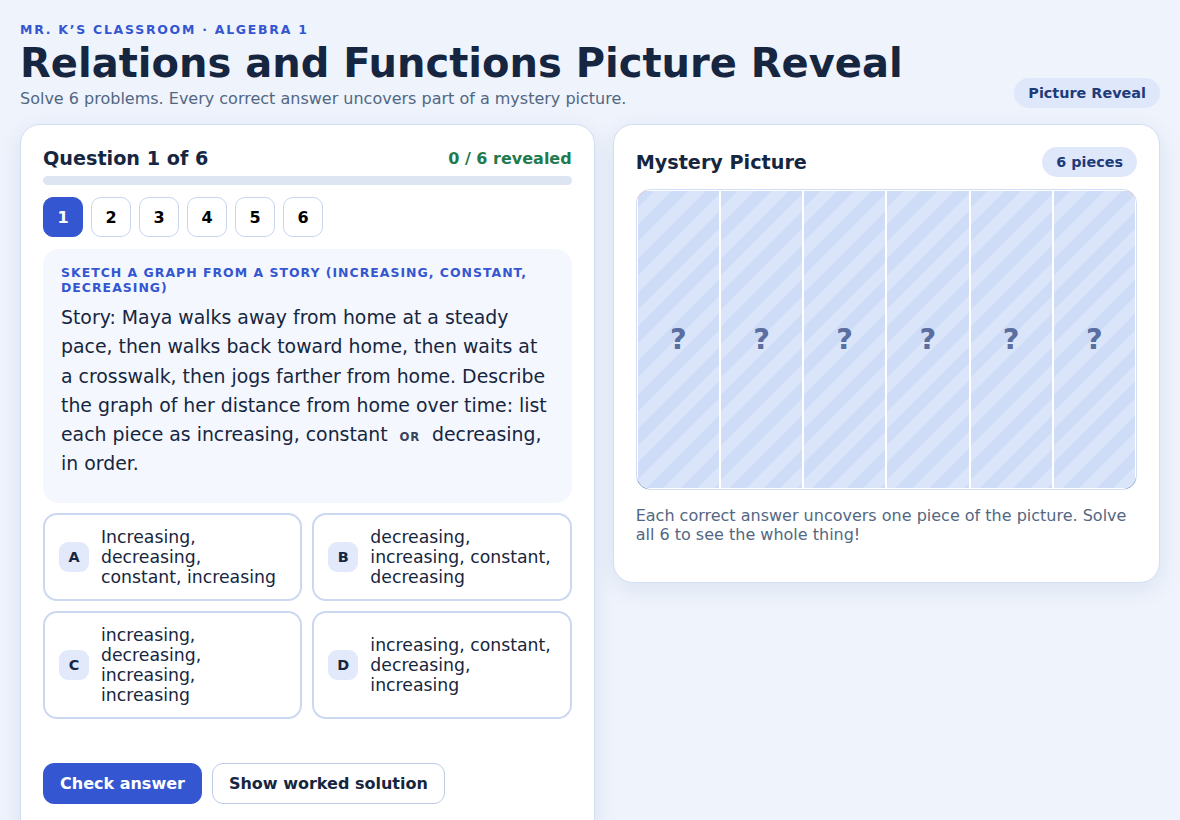 MR. K’S CLASSROOM · ALGEBRA 1
Relations and Functions Picture Reveal
Solve 6 problems. Every correct answer uncovers part of a mystery picture.
Picture Reveal
Question 1 of 6
0 / 6 revealed
1 2 3 4 5 6
SKETCH A GRAPH FROM A STORY (INCREASING, CONSTANT,
DECREASING)
Story: Maya walks away from home at a steady
pace, then walks back toward home, then waits at
a crosswalk, then jogs farther from home. Describe
the graph of her distance from home over time: list
each piece as increasing, constant OR decreasing,
in order.
A
Increasing,
decreasing,
constant, increasing
B
decreasing,
increasing, constant,
decreasing
C
increasing,
decreasing,
increasing,
increasing
D
increasing, constant,
decreasing,
increasing
Check answer
Show worked solution
Mystery Picture
6 pieces
? ? ? ? ? ?
Each correct answer uncovers one piece of the picture. Solve
all 6 to see the whole thing!